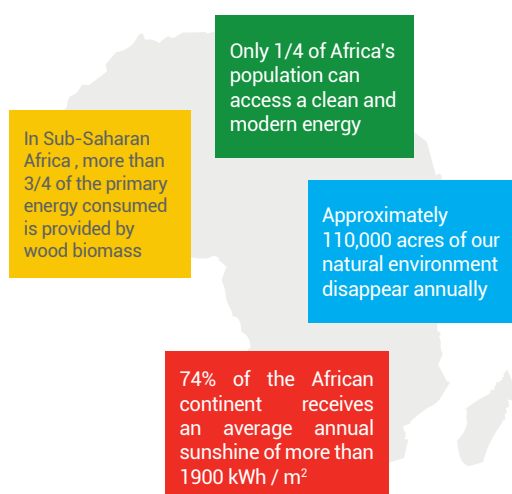 Only 1/4 of Africa's
population can
access a clean and
modern energy
In Sub-Saharan
Africa , more than
3/4 of the primary
energy consumed
is provided by
wood biomass
Approximately
110,000 acres of our
natural environment
disappear annually
74% of the African
continent receives
an average annual
sunshine of more than
1900 kWh / m²